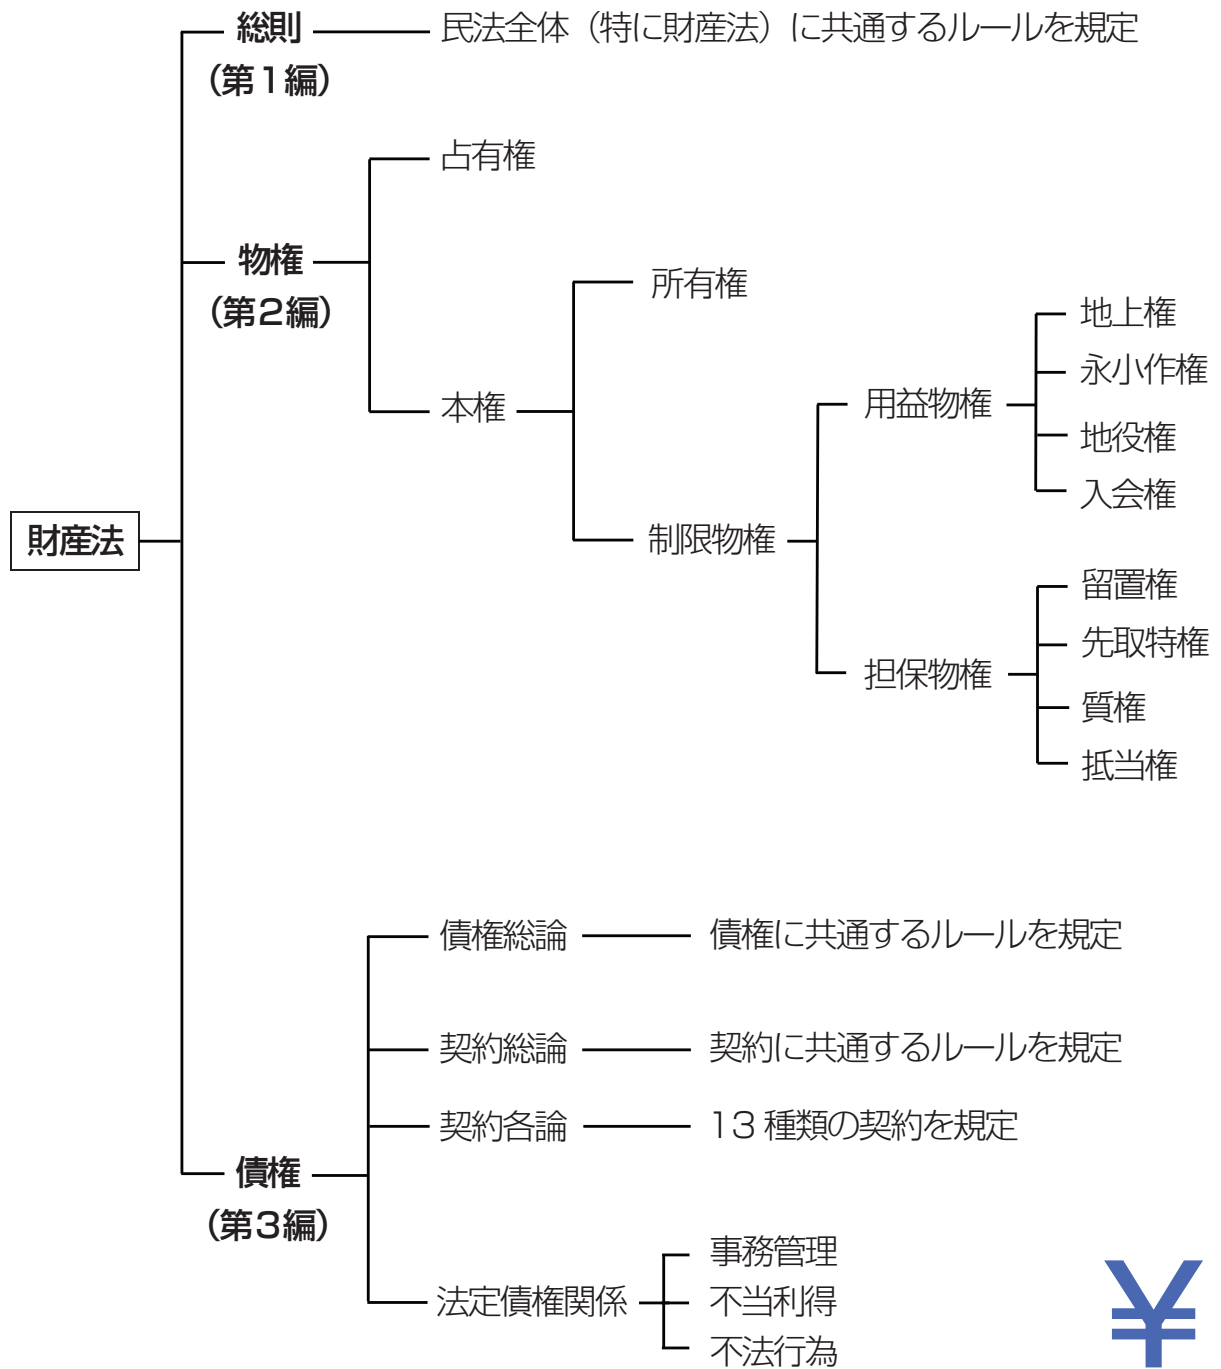 総則
民法全体（特に財産法）に共通するルールを規定
（第1編）
占有権
物権
（第2編）
所有権
地上権
永小作権
用益物権
本権
地役権
入会権
財産法
制限物権
留置権
先取特権
担保物権
質権
抵当権
債権総論
債権に共通するルールを規定
契約総論
契約に共通するルールを規定
契約各論
13種類の契約を規定
債権
（第3編）
事務管理
法定債権関係
不当利得
不法行為
¥